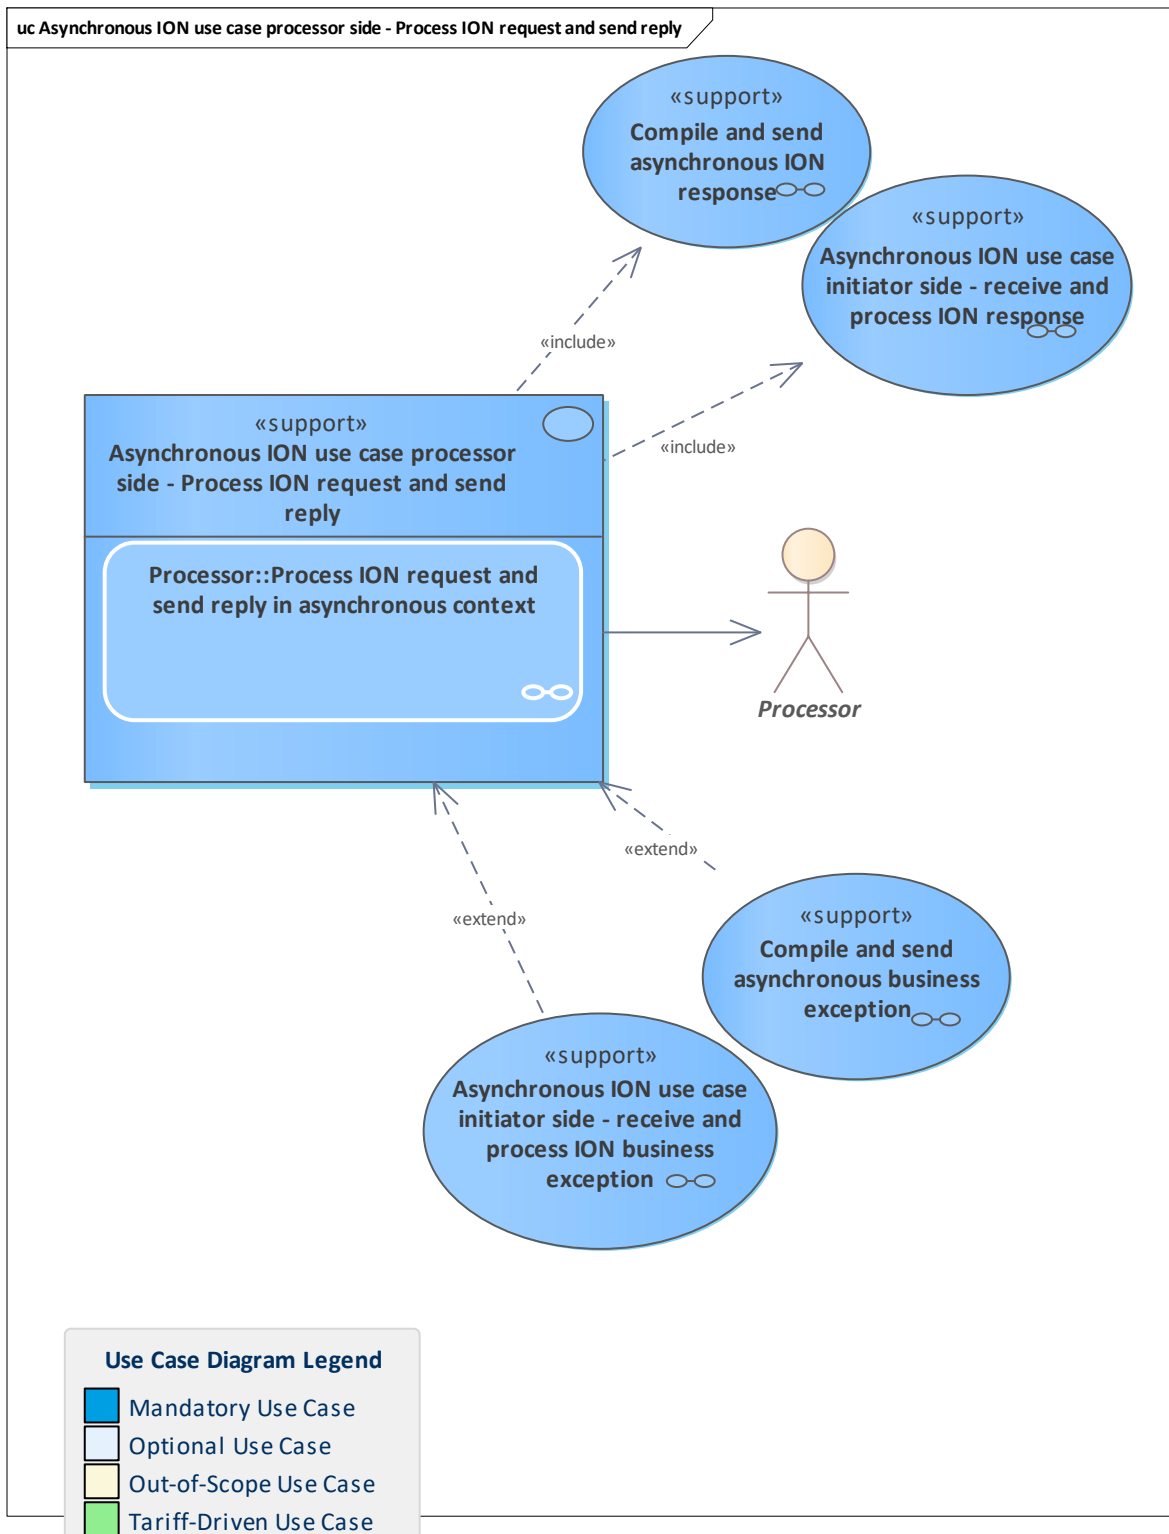 uc Asynchronous ION use case processor side - Process ION request and send reply
«support»
Compile and send
asynchronous ION
response
«support»
Asynchronous ION use case
initiator side - receive and
process ION response
«include»
«include»
«support»
Asynchronous ION use case processor
side - Process ION request and send
reply
Processor::Process ION request and
send reply in asynchronous context
Processor
«extend»
«extend»
«support»
Compile and send
asynchronous business
exception
«support»
Asynchronous ION use case
initiator side - receive and
process ION business
exception
Use Case Diagram Legend
Mandatory Use Case
Optional Use Case
Out-of-Scope Use Case
Tariff-Driven Use Case